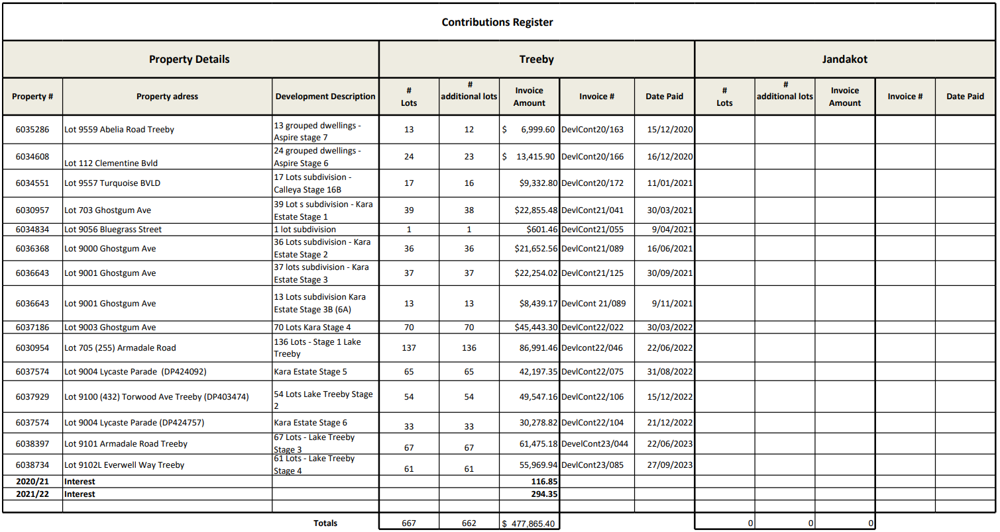 Contributions Register
Property Details Treeby Jandakot
Property # Property adress Development Description # Lots # additional lots Invoice Amount Invoice # Date Paid # Lots # additional lots Invoice Amount Invoice # Date Paid
6035286 Lot 9559 Abelia Road Treeby 13 grouped dwellings - Aspire stage 7 13 12 $ 6,999.60 DevlCont20/163 15/12/2020
6034608 Lot 112 Clementine Bvld 24 grouped dwellings - Aspire Stage 6 24 23 $ 13,415.90 DevlCont20/166 16/12/2020
6034551 Lot 9557 Turquoise BVLD 17 Lots subdivision - Calleya Stage 16B 17 16 $9,332.80 DevlCont20/172 11/01/2021
6030957 Lot 703 Ghostgum Ave 39 Lot s subdivision - Kara Estate Stage 1 39 38 $22,855.48 DevlCont21/041 30/03/2021
6034834 Lot 9056 Bluegrass Street 1 lot subdivision 1 1 $601.46 DevlCont21/055 9/04/2021
6036368 Lot 9000 Ghostgum Ave 36 Lots subdivision - Kara Estate Stage 2 36 36 $21,652.56 DevlCont21/089 16/06/2021
6036643 Lot 9001 Ghostgum Ave 37 lots subdivision - Kara Estate Stage 3 37 37 $22,254.02 DevlCont21/125 30/09/2021
6036643 Lot 9001 Ghostgum Ave 13 Lots subdivision Kara Estate Stage 3B (6A) 13 13 $8,439.17 DevlCont 21/089 9/11/2021
6037186 Lot 9003 Ghostgum Ave 70 Lots Kara Stage 4 70 70 $45,443.30 DevlCont22/022 30/03/2022
6030954 Lot 705 (255) Armadale Road 136 Lots - Stage 1 Lake Treeby 137 136 86,991.46 Devlcont22/046 22/06/2022
6037574 Lot 9004 Lycaste Parade (DP424092) Kara Estate Stage 5 65 65 42,197.35 DevlCont22/075 31/08/2022
6037929 Lot 9100 (432) Torwood Ave Treeby (DP403474) 54 Lots Lake Treeby Stage 2 54 54 49,547.16 DevlCont22/106 15/12/2022
6037574 Lot 9004 Lycaste Parade (DP424757) Kara Estate Stage 6 33 33 30,278.82 DevlCont22/104 21/12/2022
6038397 Lot 9101 Armadale Road Treeby 67 Lots - Lake Treeby Stage 3 67 67 61,475.18 DevelCont23/044 22/06/2023
6038734 Lot 9102L Everwell Way Treeby 61 Lots - Lake Treeby Stage 4 61 61 55,969.94 DevlCont23/085 27/09/2023
2020/21 Interest 116.85
2021/22 Interest 294.35
Totals 667 662 $ 477,865.40 0 0 0